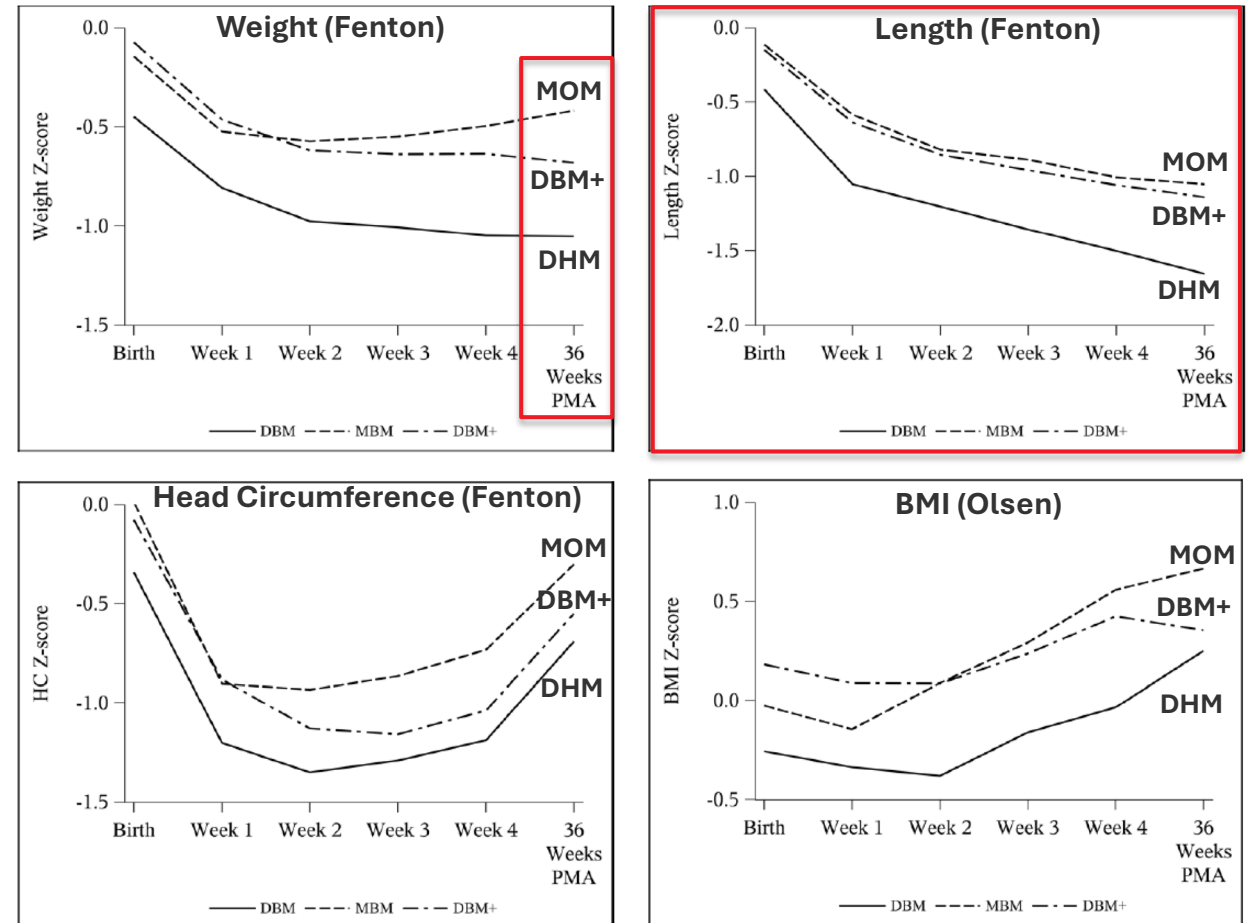 Weight (Fenton)
0.0
-0.5
-1.0
-1.5
Weight Z-score
MOM
DBM+
DHM
Birth Week 1 Week 2 Week 3 Week 4 36
Weeks
PMA
DBM MBM DBM+
Length (Fenton)
0.0
-0.5
-1.0
-1.5
-2.0
Length Z-score
MOM
DBM+
DHM
Birth Week 1 Week 2 Week 3 Week 4 36
Weeks
PMA
DBM MBM DBM+
Head Circumference (Fenton)
0.0
-0.5
-1.0
-1.5
HC Z-score
MOM
DBM+
DHM
Birth Week 1 Week 2 Week 3 Week 4 36
Weeks
PMA
DBM MBM DBM+
BMI (Olsen)
1.0
0.5
0.0
-0.5
BMI Z-score
MOM
DBM+
DHM
Birth Week 1 Week 2 Week 3 Week 4 36
Weeks
PMA
DBM MBM DBM+